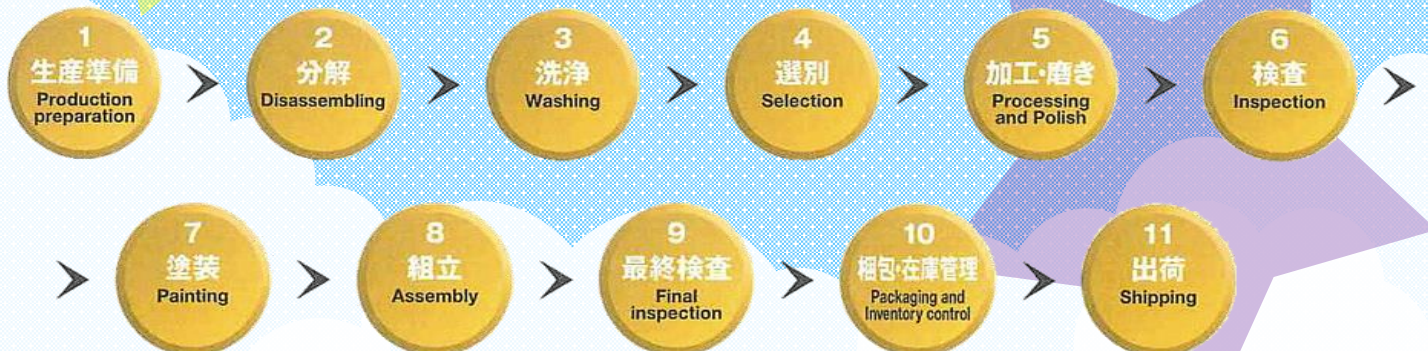 1
生産準備
Production
preparation
2
分解
Disassembling
3
洗浄
Washing
4
選別
Selection
5
加工・磨き
Processing
and Polish
6
検査
Inspection
7
塗装
Painting
8
組立
Assembly
9
最終検査
Final
inspection
10
梱包・在庫管理
Packaging and
Inventory control
11
出荷
Shipping